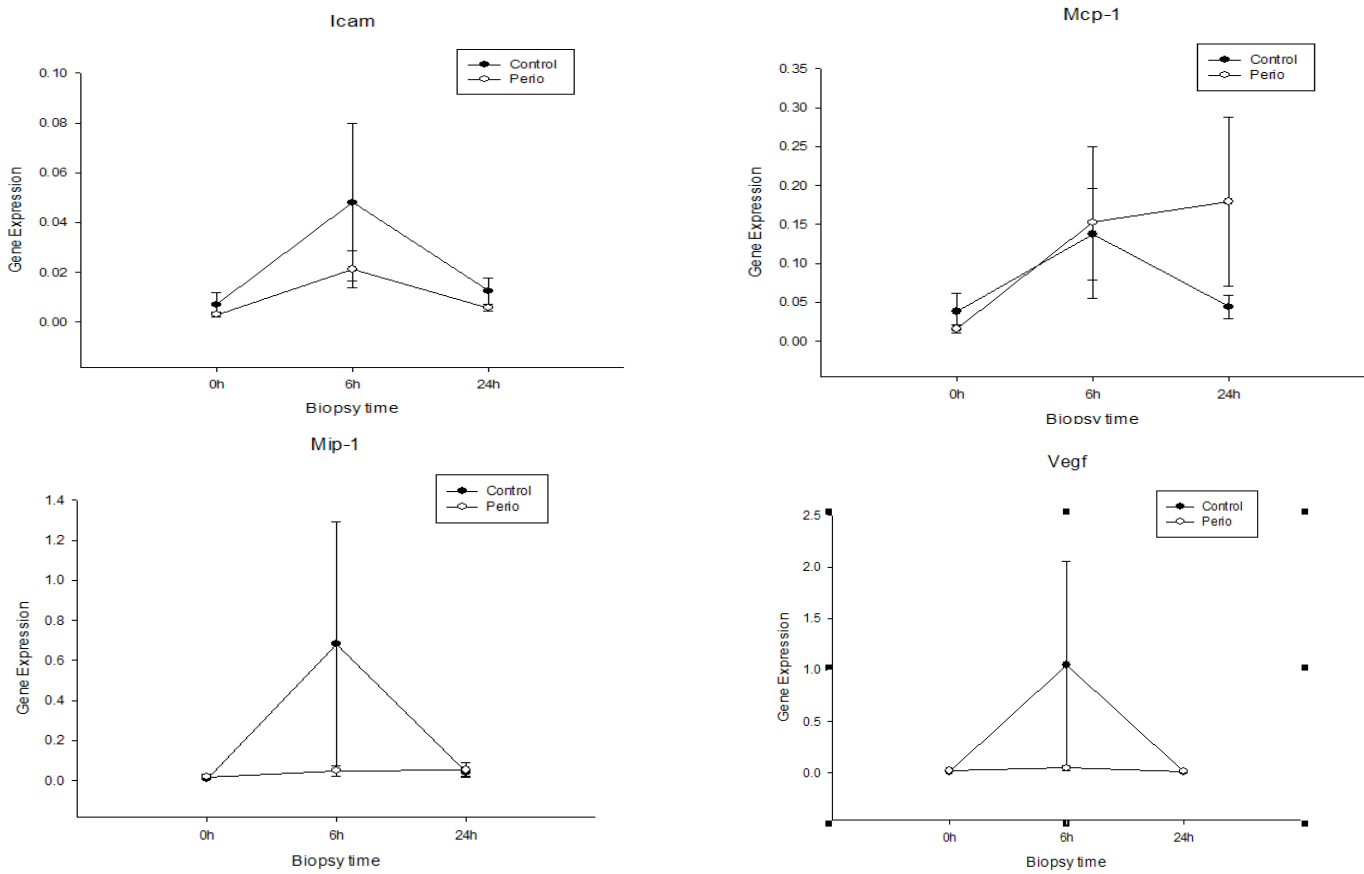 Icam
Control
Perio
0.10
0.08
0.06
0.04
0.02
0.00
Gene Expression
0h
6h
24h
Biopsy time
Mcp-1
Control
Perio
0.35
0.30
0.25
0.20
0.15
0.10
0.05
0.00
Gene Expression
0h
6h
24h
Biopsy time
Mip-1
Control
Perio
1.4
1.2
1.0
0.8
0.6
0.4
0.2
0.0
Gene Expression
0h
6h
24h
Biopsy time
Vegf
Control
Perio
2.5
2.0
1.5
1.0
0.5
0.0
Gene Expression
0h
6h
24h
Biopsy time